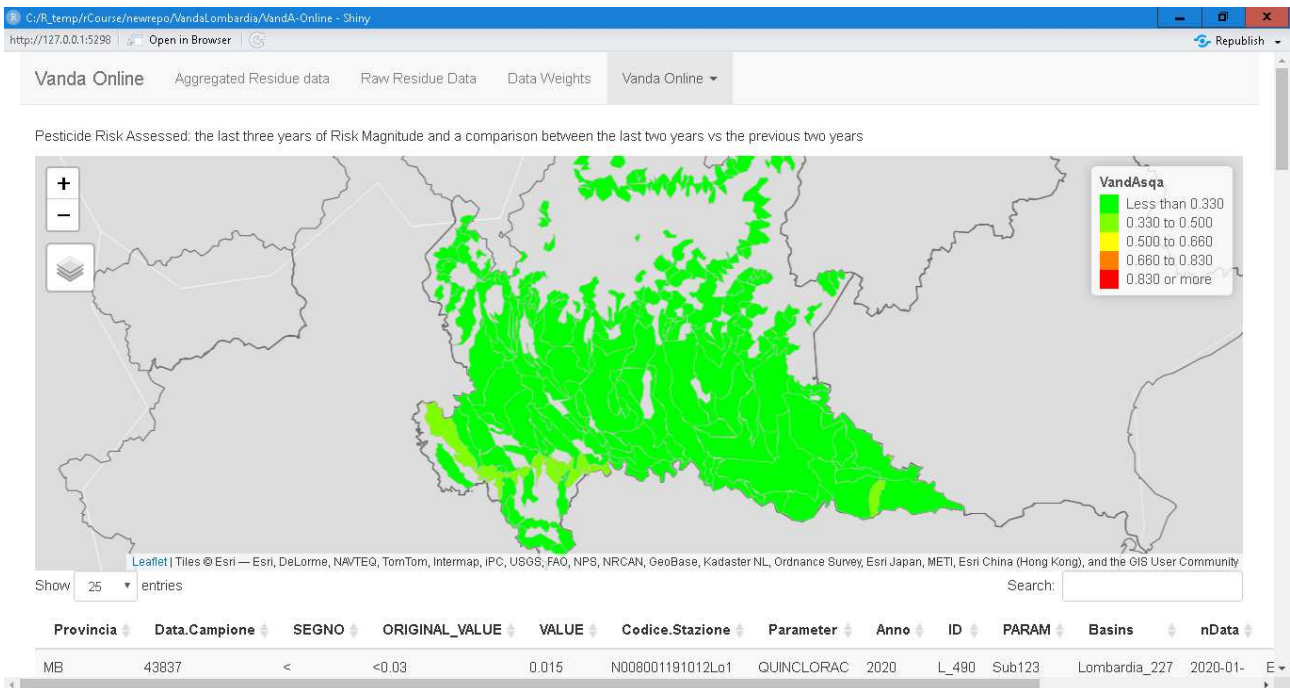 C:/R_temp/rCourse/newrepo/VandaLombardia/VandA-Online - Shiny
http://127.0.0.1:5298 Open in Browser Republish
Vanda Online Aggregated Residue data Raw Residue Data Data Weights Vanda Online
Pesticide Risk Assessed: the last three years of Risk Magnitude and a comparison between the last two years vs the previous two years
+
−
VandAsqa
Less than 0.330
0.330 to 0.500
0.500 to 0.660
0.660 to 0.830
0.830 or more
Leaflet | Tiles © Esri — Esri, DeLorme, NAVTEQ, TomTom, Intermap, iPC, USGS, FAO, NPS, NRCAN, GeoBase, Kadaster NL, Ordnance Survey, Esri Japan, METI, Esri China (Hong Kong), and the GIS User Community
Show 25 entries Search:
Provincia Data.Campione SEGNO ORIGINAL_VALUE VALUE Codice.Stazione Parameter Anno ID PARAM Basins nData
MB 43837 < <0.03 0.015 N008001191012Lo1 QUINCLORAC 2020 L_490 Sub123 Lombardia_227 2020-01- E